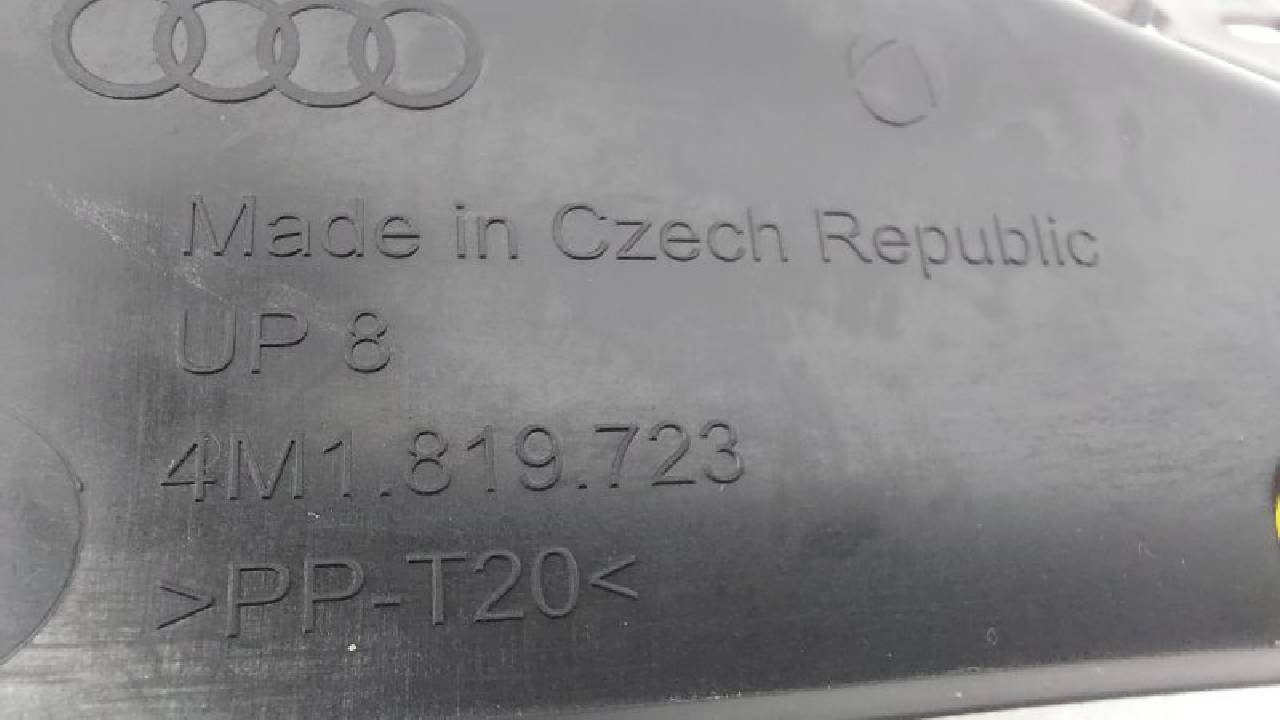 Made in Czech Republic
UP 8
4M1.819.723
>PP-T20<